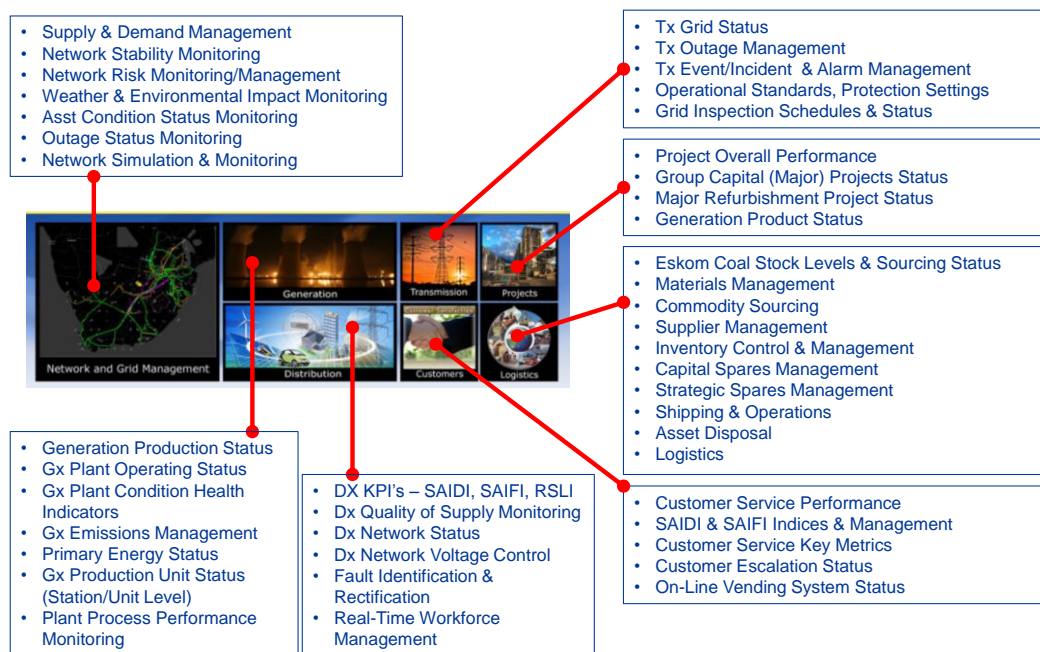 • Supply & Demand Management
• Network Stability Monitoring
• Network Risk Monitoring/Management
• Weather & Environmental Impact Monitoring
• Asst Condition Status Monitoring
• Outage Status Monitoring
• Network Simulation & Monitoring
• Tx Grid Status
• Tx Outage Management
• Tx Event/Incident & Alarm Management
• Operational Standards, Protection Settings
• Grid Inspection Schedules & Status
• Project Overall Performance
• Group Capital (Major) Projects Status
• Major Refurbishment Project Status
• Generation Product Status
Network and Grid Management
Generation
Transmission
Projects
Distribution
Customer Satisfaction
Customers
Logistics
• Eskom Coal Stock Levels & Sourcing Status
• Materials Management
• Commodity Sourcing
• Supplier Management
• Inventory Control & Management
• Capital Spares Management
• Strategic Spares Management
• Shipping & Operations
• Asset Disposal
• Logistics
• Generation Production Status
• Gx Plant Operating Status
• Gx Plant Condition Health
Indicators
• Gx Emissions Management
• Primary Energy Status
• Gx Production Unit Status
(Station/Unit Level)
• Plant Process Performance
Monitoring
• DX KPI's – SAIDI, SAIFI, RSLI
• Dx Quality of Supply Monitoring
• Dx Network Status
• Dx Network Voltage Control
• Fault Identification &
Rectification
• Real-Time Workforce
Management
• Customer Service Performance
• SAIDI & SAIFI Indices & Management
• Customer Service Key Metrics
• Customer Escalation Status
• On-Line Vending System Status